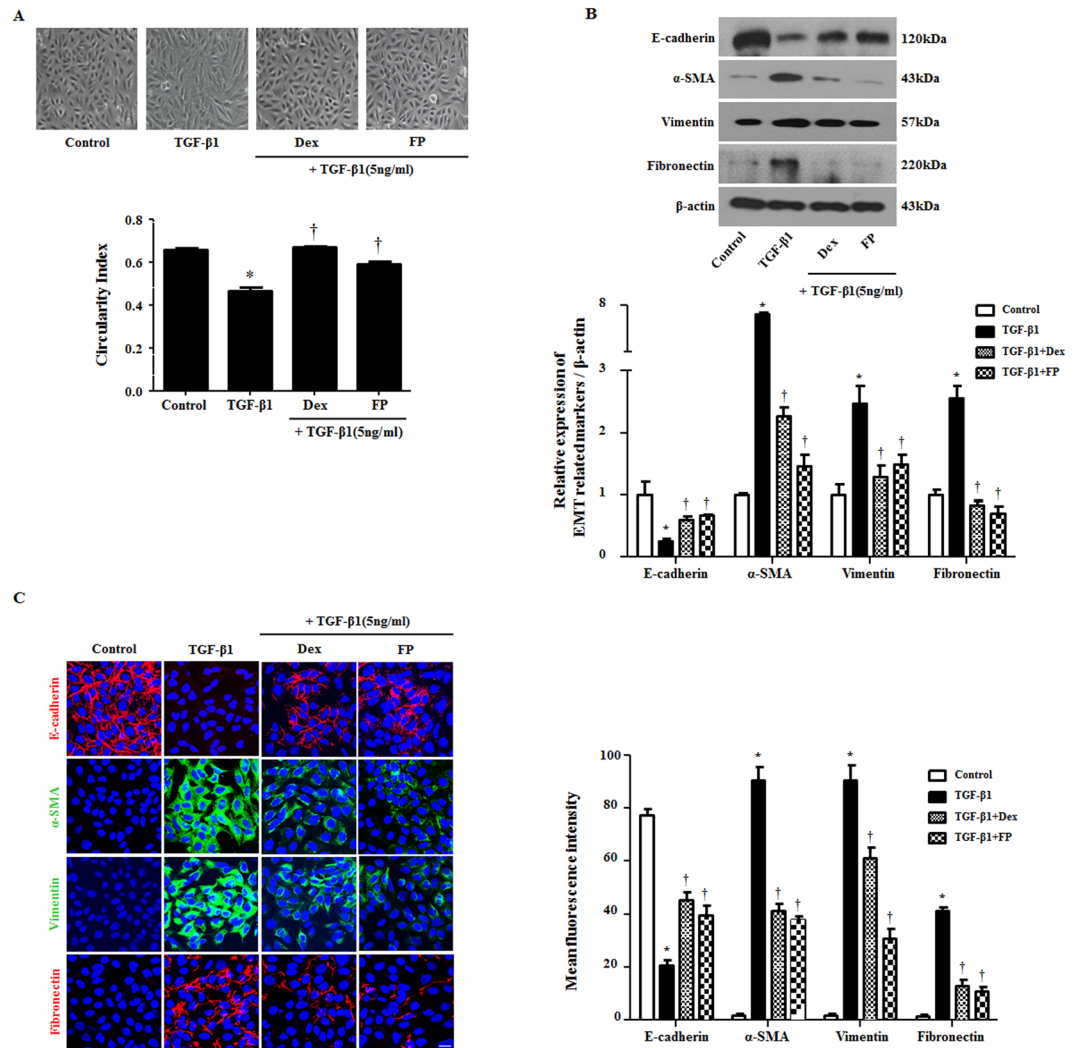 A
Control
TGF-β1
Dex
FP
+ TGF-β1(5ng/ml)
Circularity Index
0.8
0.6
0.4
0.2
0.0
*
†
†
Control
TGF-β1
Dex
FP
+ TGF-β1(5ng/ml)
B
E-cadherin
120kDa
α-SMA
43kDa
Vimentin
57kDa
Fibronectin
220kDa
β-actin
43kDa
Control
TGF-β1
Dex
FP
+ TGF-β1(5ng/ml)
Relative expression of
EMT related markers / β-actin
8
3
2
1
0
Control
TGF-β1
TGF-β1+Dex
TGF-β1+FP
*
†
†
*
†
†
*
†
†
*
†
†
E-cadherin
α-SMA
Vimentin
Fibronectin
C
+ TGF-β1(5ng/ml)
Control
TGF-β1
Dex
FP
E-cadherin
α-SMA
Vimentin
Fibronectin
Mean fluorescence intensity
100
80
60
40
20
0
Control
TGF-β1
TGF-β1+Dex
TGF-β1+FP
*
†
†
*
†
†
*
†
†
*
†
†
E-cadherin
α-SMA
Vimentin
Fibronectin